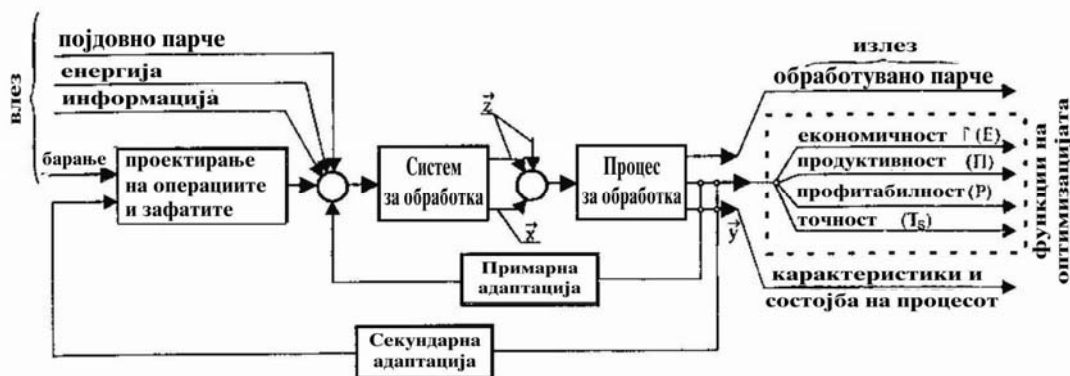 влез
појдовно парче
енергија
информација
барање
проектирање
на операциите
и зафатите
Систем
за обработка
z
x
Процес
за обработка
y
Примарна
адаптација
Секундарна
адаптација
излез
обработувано парче
економичност (E)
продуктивност (П)
профитабилност (P)
точност (Ts)
функции на
оптимизацијата
карактеристики и
состојба на процесот